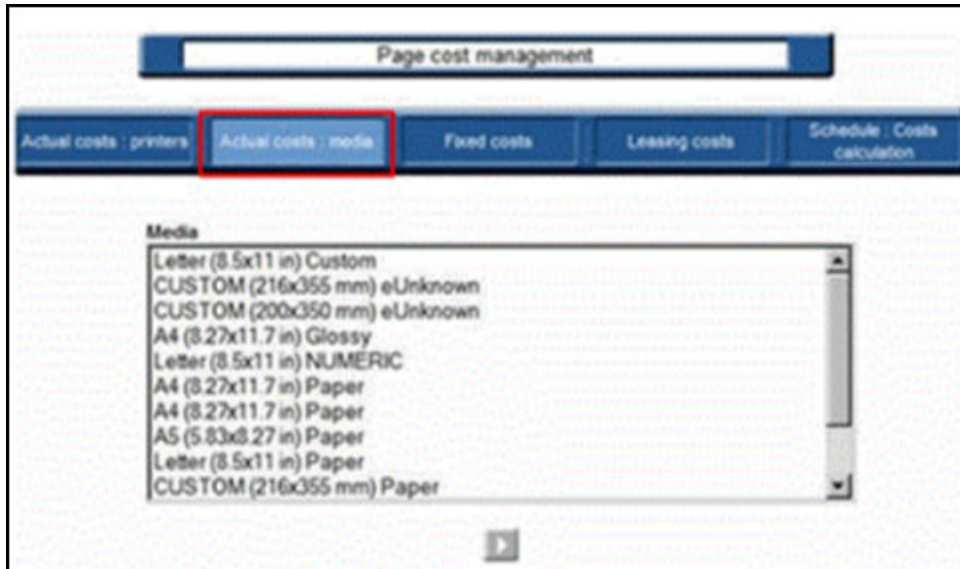 Page cost management
Actual costs : printers
Actual costs : media
Fixed costs
Leasing costs
Schedule : Costs
calculation
Media
Letter (8.5x11 in) Custom
CUSTOM (216x355 mm) eUnknown
CUSTOM (200x350 mm) eUnknown
A4 (8.27x11.7 in) Glossy
Letter (8.5x11 in) NUMERIC
A4 (8.27x11.7 in) Paper
A4 (8.27x11.7 in) Paper
A5 (5.83x8.27 in) Paper
Letter (8.5x11 in) Paper
CUSTOM (216x355 mm) Paper